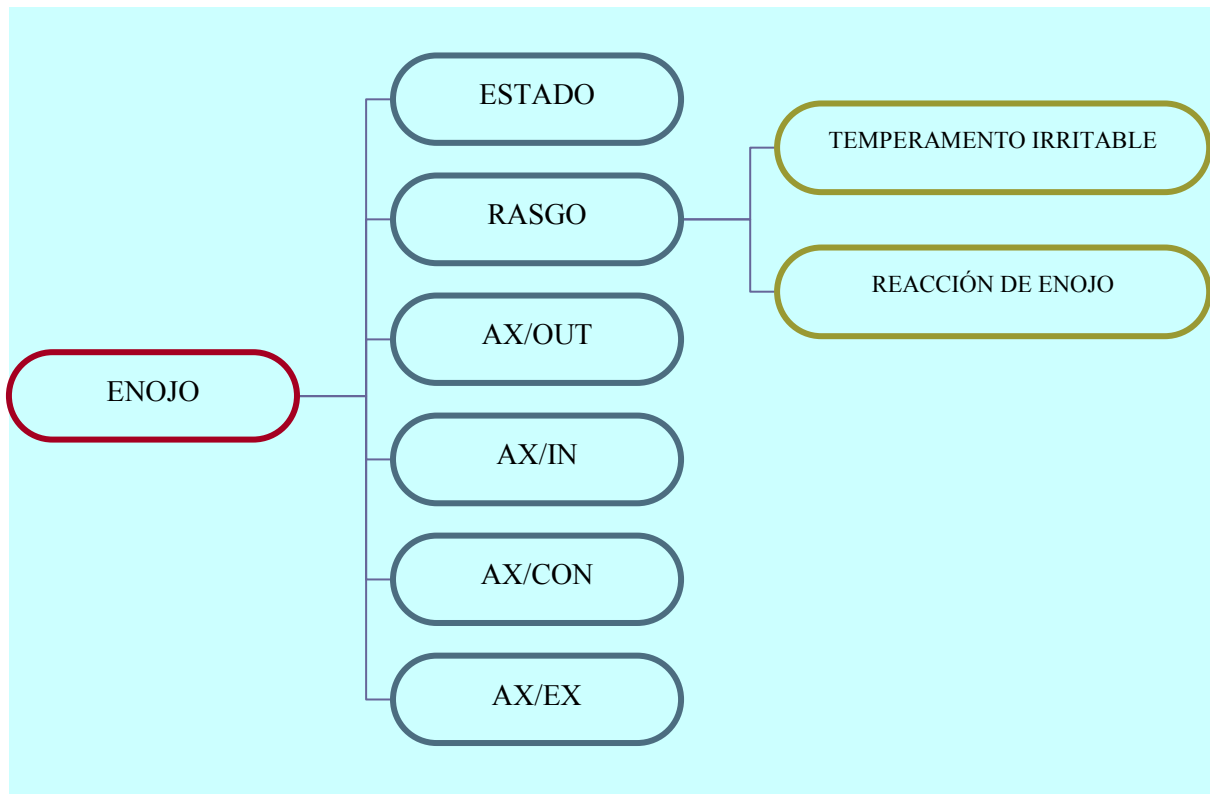 ENOJO
ESTADO
RASGO
TEMPERAMENTO IRRITABLE
REACCIÓN DE ENOJO
AX/OUT
AX/IN
AX/CON
AX/EX